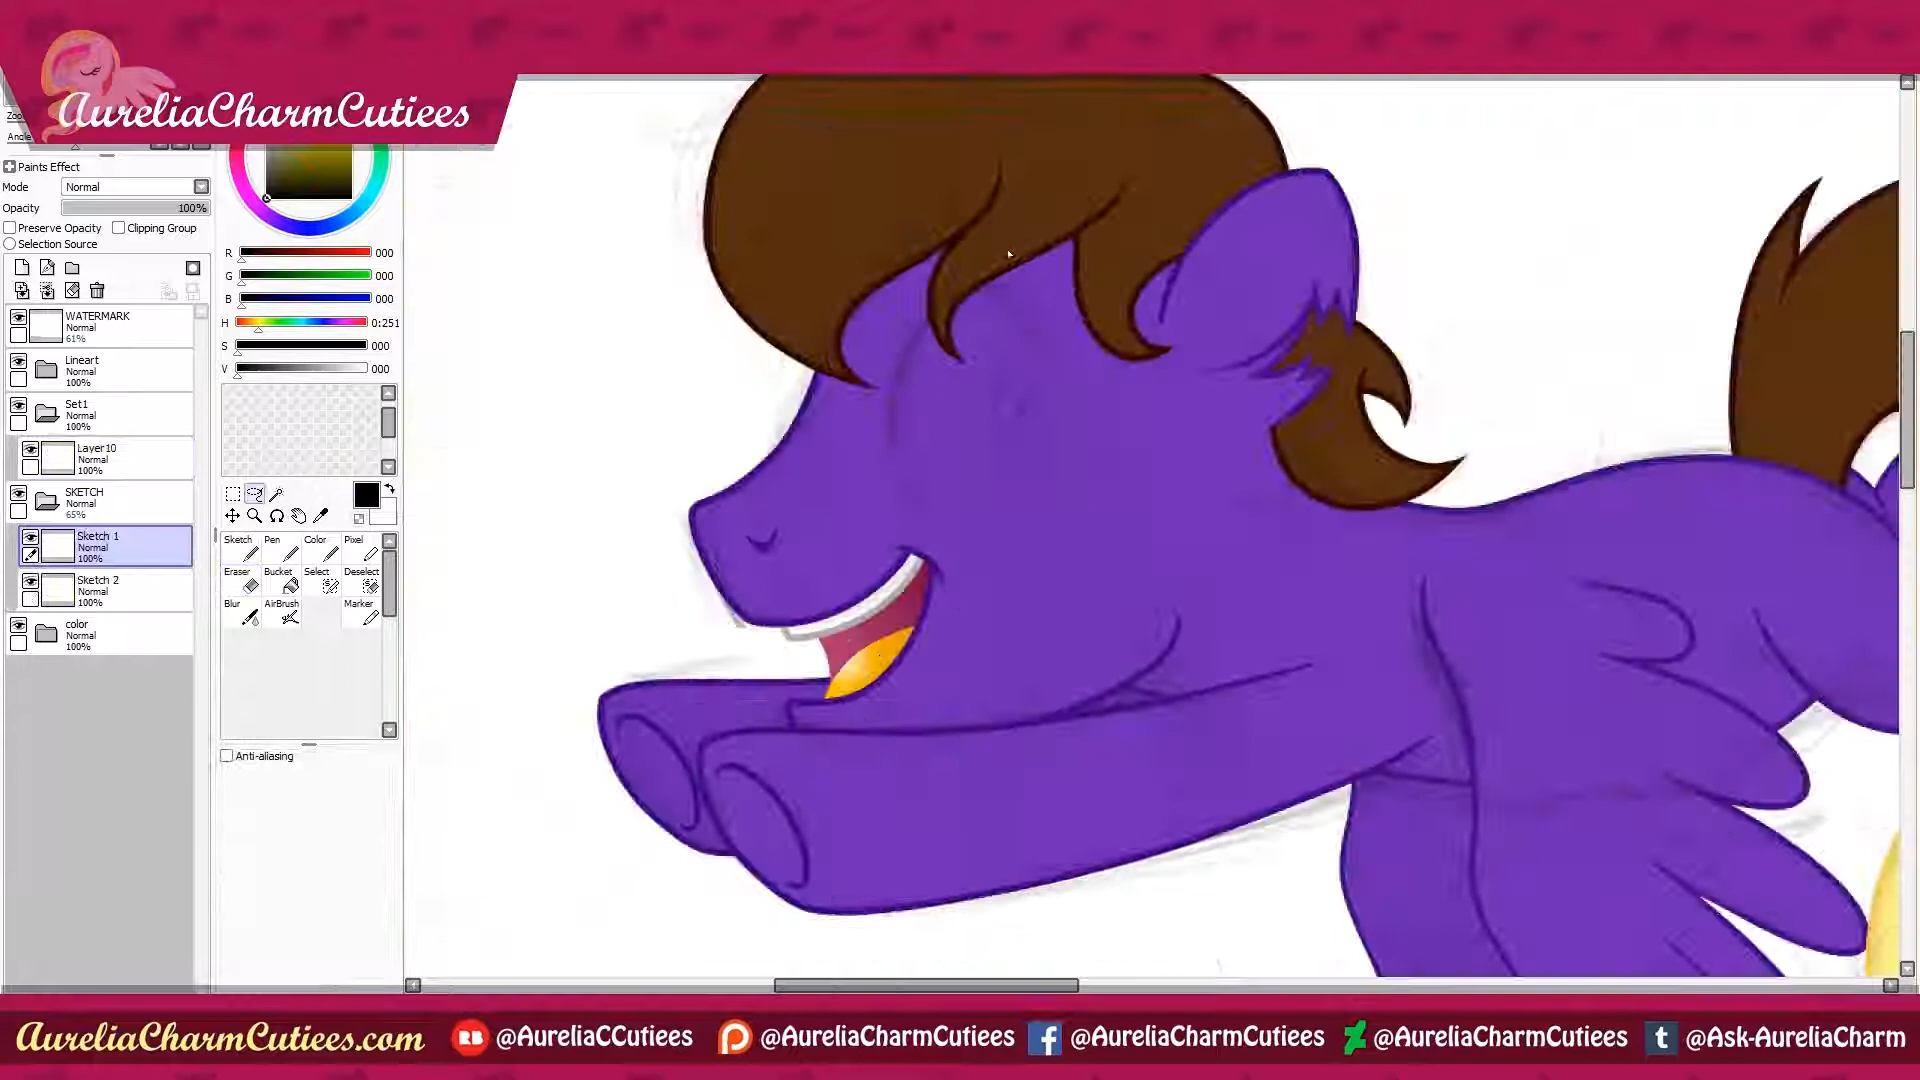 AureliaCharmCutiees
Angle
Paints Effect
Mode Normal
Opacity 100%
Preserve Opacity Clipping Group
Selection Source
WATERMARK
Normal
61%
Lineart
Normal
100%
Set1
Normal
100%
Layer10
Normal
100%
SKETCH
Normal
65%
Sketch 1
Normal
100%
Sketch 2
Normal
100%
color
Normal
100%
R 000
G 000
B 000
H 0:251
S 000
V 000
Sketch Pen Color Pixel
Eraser Bucket Select Deselect
Blur AirBrush Marker
Anti-aliasing
AureliaCharmCutiees.com RB @AureliaCCutiees @AureliaCharmCutiees f @AureliaCharmCutiees @AureliaCharmCutiees t @Ask-AureliaCharm